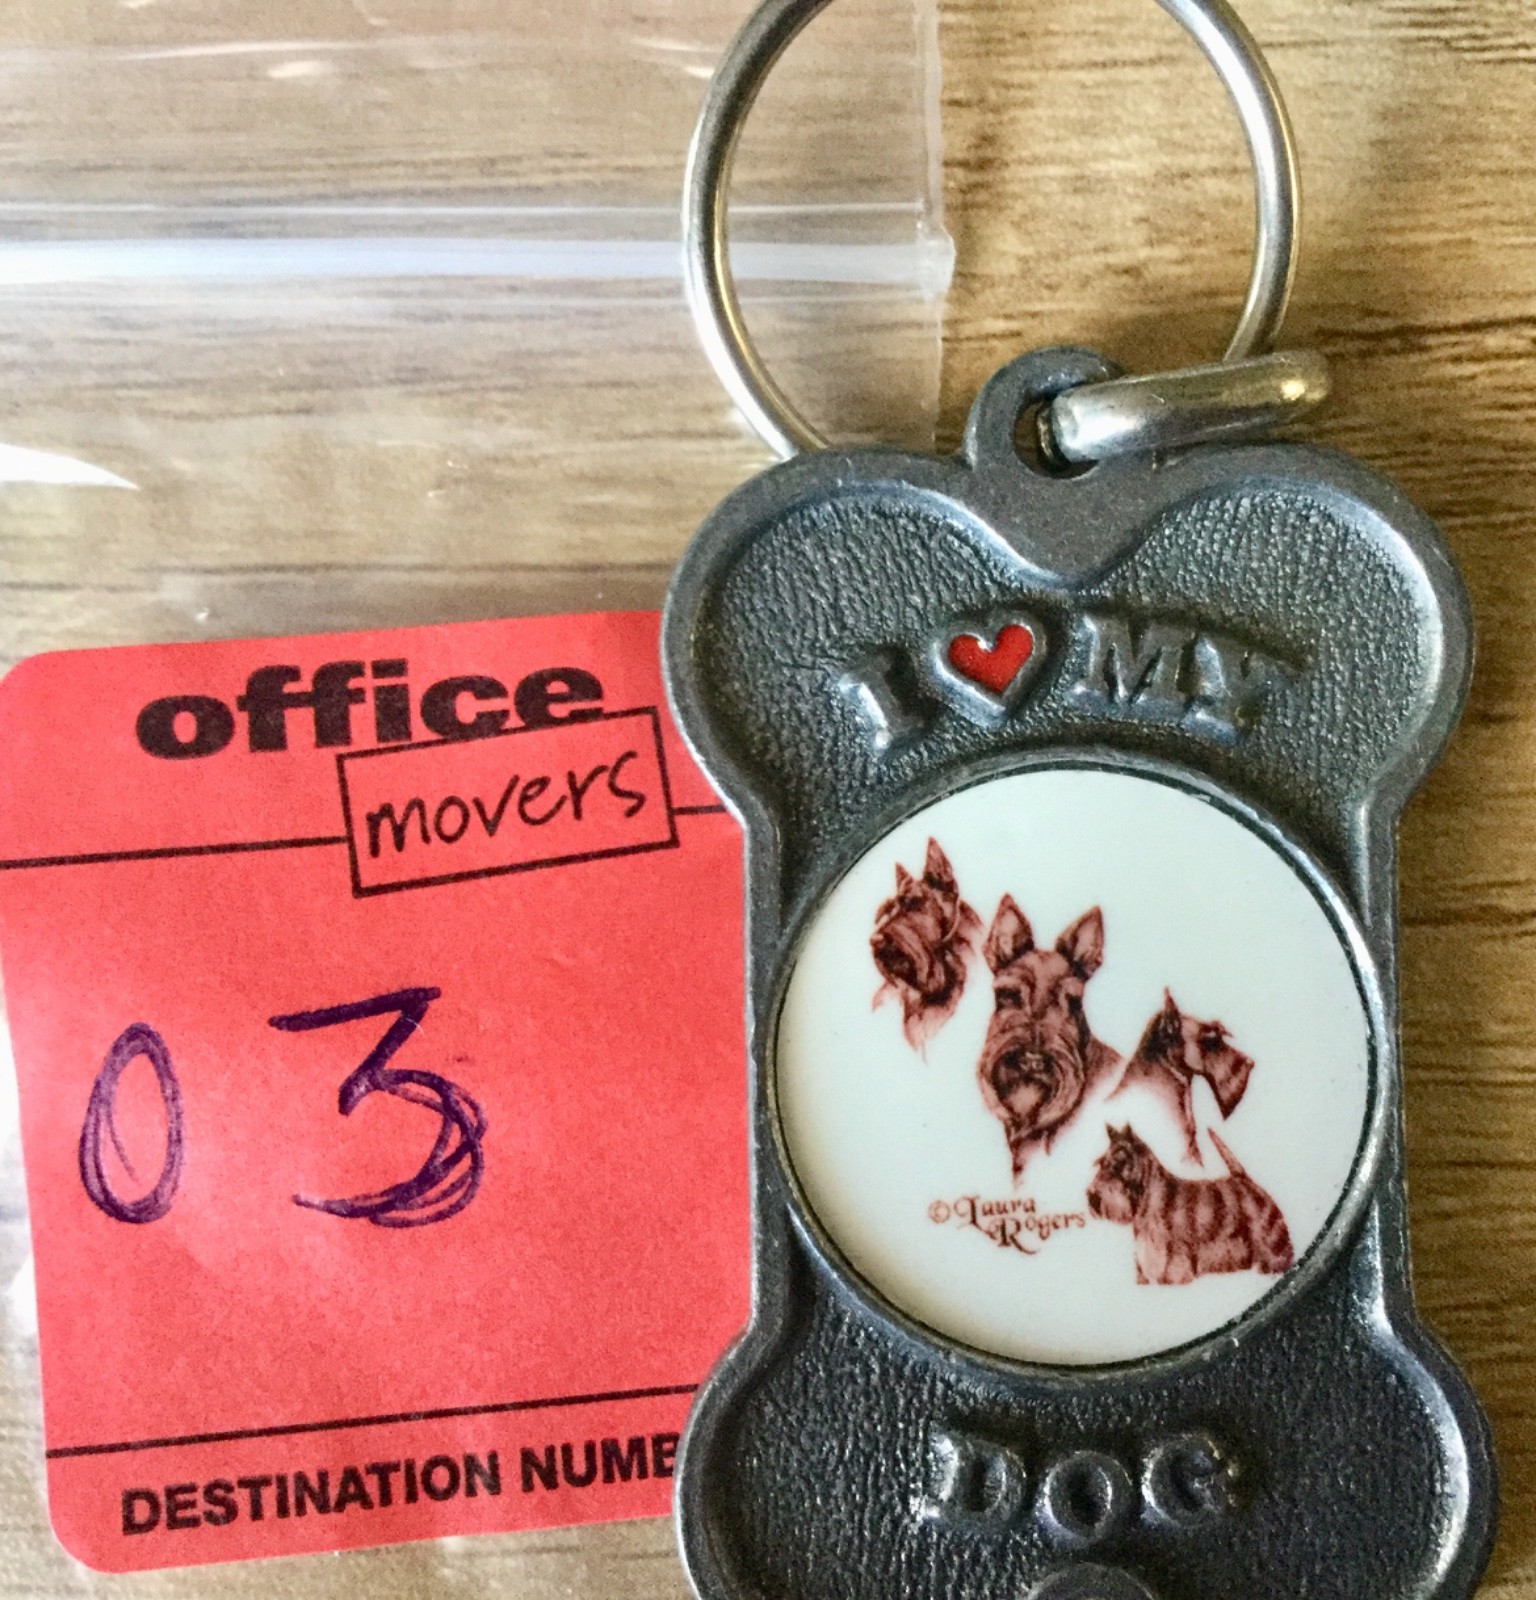 office
movers
03
DESTINATION NUMB
I ♥ MY
© Laura
Rogers
DOG